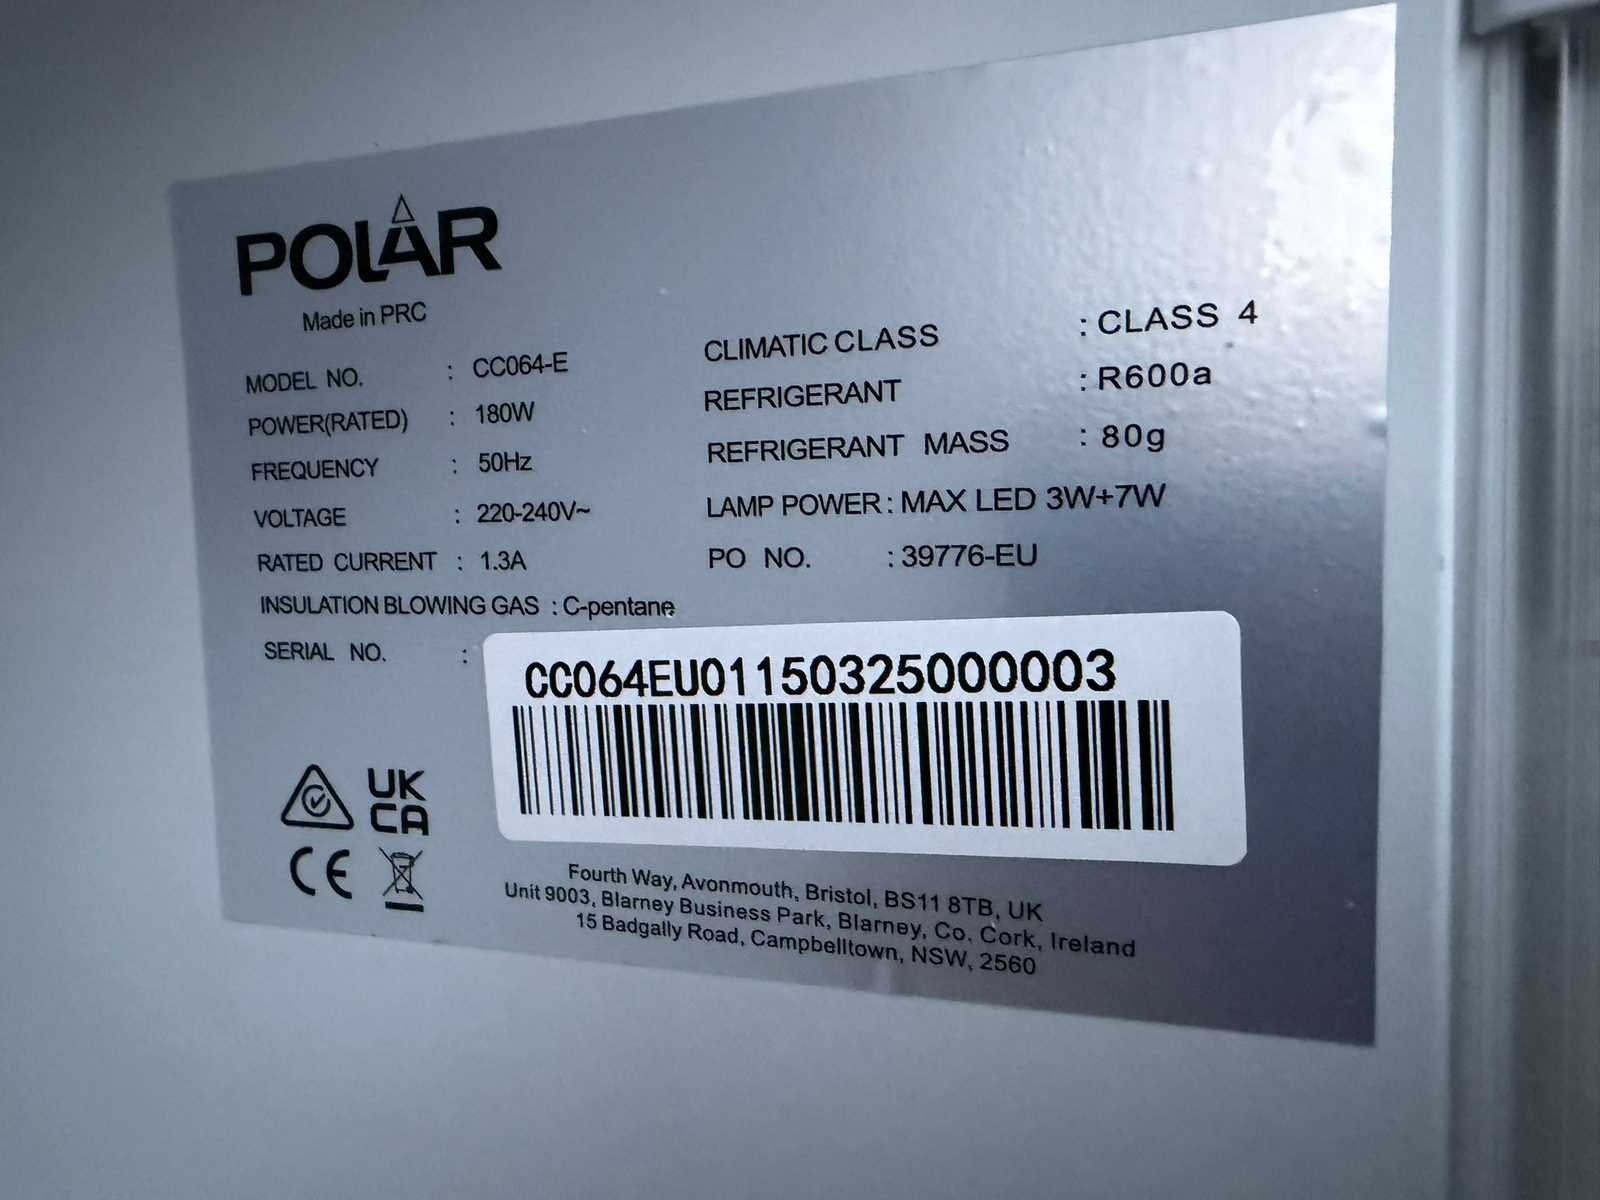 POLAR
Made in PRC
MODEL NO. : CC064-E
POWER(RATED) : 180W
FREQUENCY : 50Hz
VOLTAGE : 220-240V~
RATED CURRENT : 1.3A
INSULATION BLOWING GAS : C-pentane
SERIAL NO. :
CLIMATIC CLASS : CLASS 4
REFRIGERANT : R600a
REFRIGERANT MASS : 80g
LAMP POWER : MAX LED 3W+7W
PO NO. : 39776-EU
CC064EU01150325000003
UK
CA
CE
Fourth Way, Avonmouth, Bristol, BS11 8TB, UK
Unit 9003, Blarney Business Park, Blarney, Co. Cork, Ireland
15 Badgally Road, Campbelltown, NSW, 2560